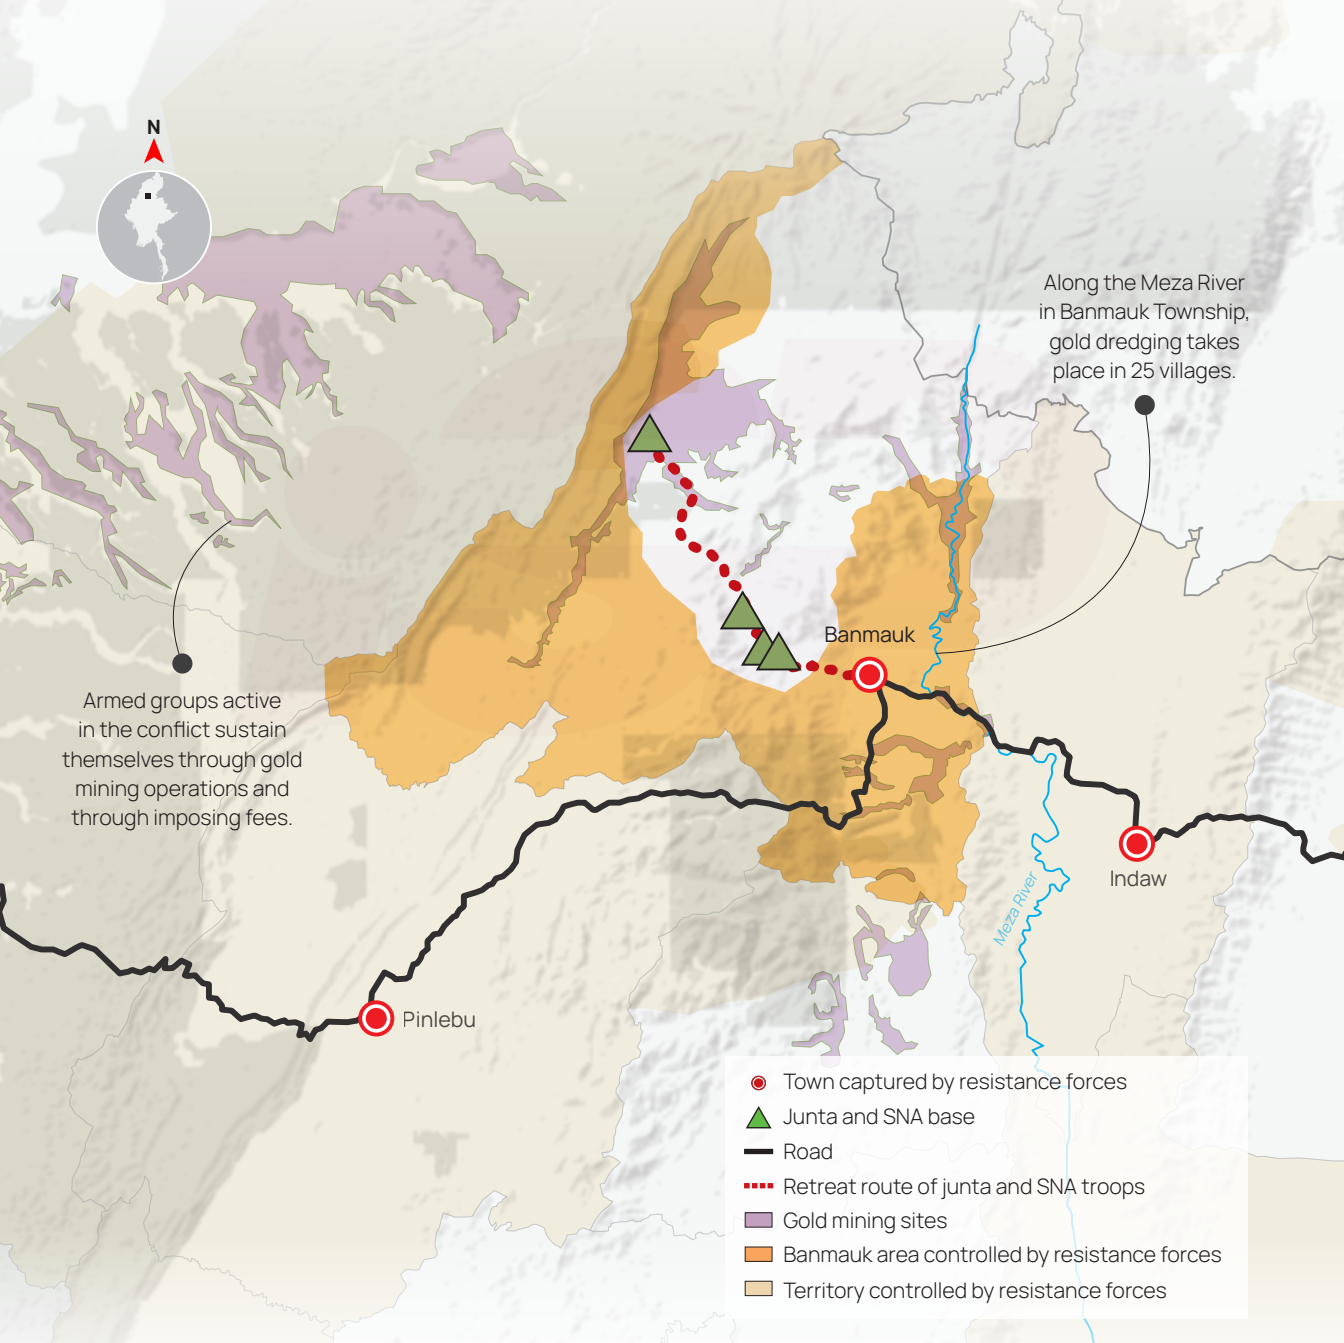 N
Along the Meza River
in Banmauk Township,
gold dredging takes
place in 25 villages.
Banmauk
Armed groups active
in the conflict sustain
themselves through gold
mining operations and
through imposing fees.
Indaw
Meza River
Pinlebu
Town captured by resistance forces
Junta and SNA base
Road
Retreat route of junta and SNA troops
Gold mining sites
Banmauk area controlled by resistance forces
Territory controlled by resistance forces